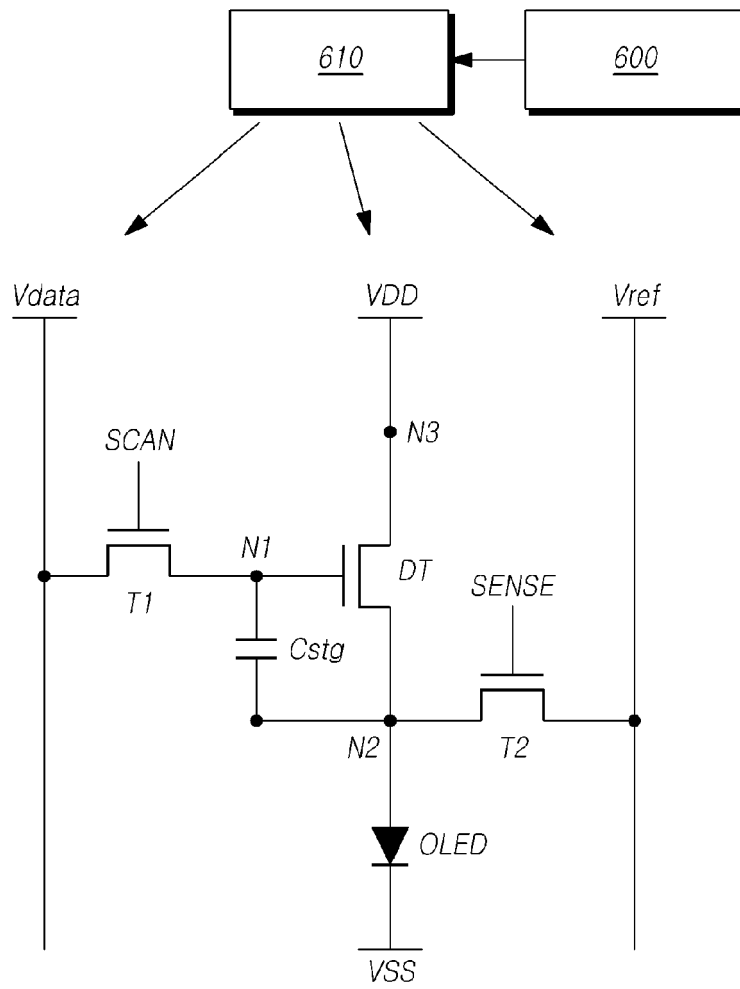 610
600
Vdata
VDD
Vref
N3
SCAN
N1
DT
T1
SENSE
Cstg
N2
T2
OLED
VSS